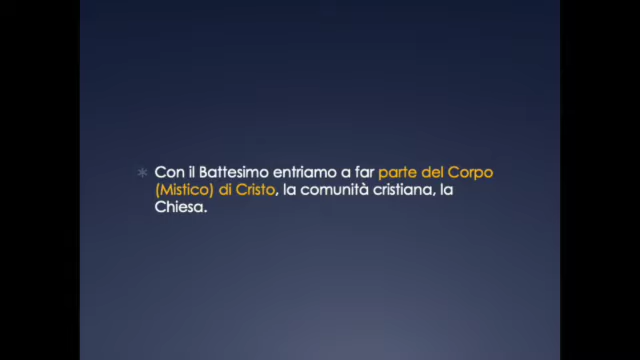 * Con il Battesimo entriamo a far parte del Corpo
(Mistico) di Cristo, la comunità cristiana, la
Chiesa.